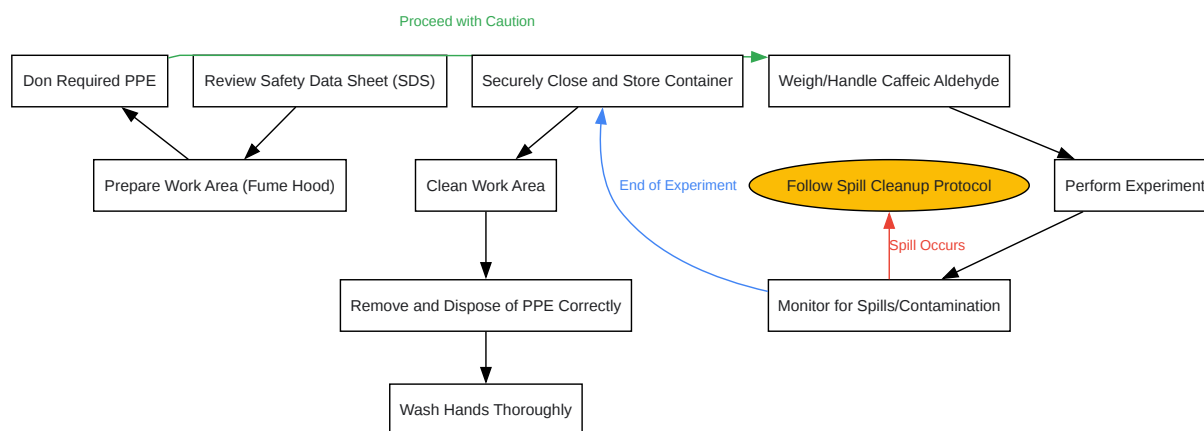 Proceed with Caution
Don Required PPE
Review Safety Data Sheet (SDS)
Securely Close and Store Container
Weigh/Handle Caffeic Aldehyde
Prepare Work Area (Fume Hood)
Clean Work Area
End of Experiment
Follow Spill Cleanup Protocol
Perform Experiment
Spill Occurs
Remove and Dispose of PPE Correctly
Monitor for Spills/Contamination
Wash Hands Thoroughly